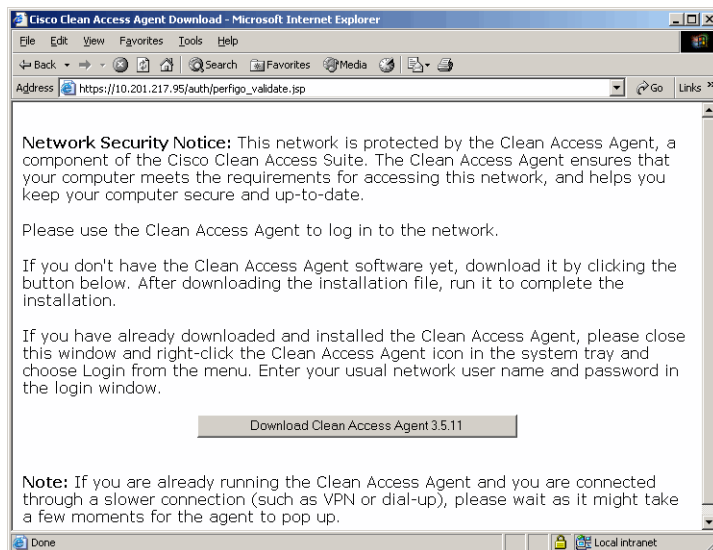 Cisco Clean Access Agent Download - Microsoft Internet Explorer
File Edit View Favorites Tools Help
Back Search Favorites Media
Address https://10.201.217.95/auth/perfigo_validate.jsp Go Links »
Network Security Notice: This network is protected by the Clean Access Agent, a
component of the Cisco Clean Access Suite. The Clean Access Agent ensures that
your computer meets the requirements for accessing this network, and helps you
keep your computer secure and up-to-date.
Please use the Clean Access Agent to log in to the network.
If you don't have the Clean Access Agent software yet, download it by clicking the
button below. After downloading the installation file, run it to complete the
installation.
If you have already downloaded and installed the Clean Access Agent, please close
this window and right-click the Clean Access Agent icon in the system tray and
choose Login from the menu. Enter your usual network user name and password in
the login window.
Download Clean Access Agent 3.5.11
Note: If you are already running the Clean Access Agent and you are connected
through a slower connection (such as VPN or dial-up), please wait as it might take
a few moments for the agent to pop up.
Done Local intranet